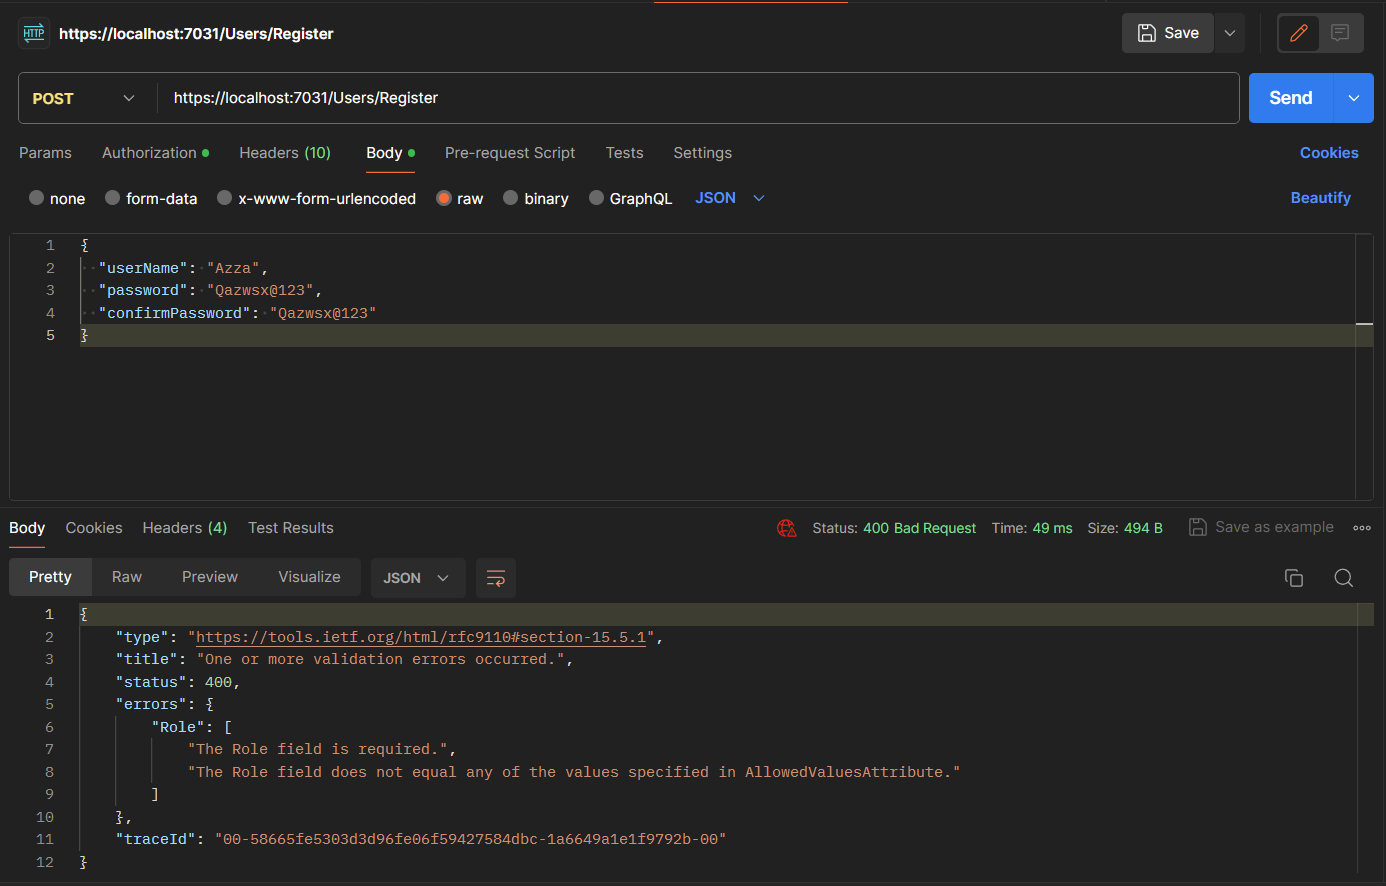 HTTP https://localhost:7031/Users/Register Save
POST https://localhost:7031/Users/Register Send
Params Authorization Headers (10) Body Pre-request Script Tests Settings Cookies
none form-data x-www-form-urlencoded raw binary GraphQL JSON Beautify
1 {
2 "userName": "Azza",
3 "password": "Qazwsx@123",
4 "confirmPassword": "Qazwsx@123"
5 }
Body Cookies Headers (4) Test Results Status: 400 Bad Request Time: 49 ms Size: 494 B Save as example
Pretty Raw Preview Visualize JSON
1 {
2 "type": "https://tools.ietf.org/html/rfc9110#section-15.5.1",
3 "title": "One or more validation errors occurred.",
4 "status": 400,
5 "errors": {
6 "Role": [
7 "The Role field is required.",
8 "The Role field does not equal any of the values specified in AllowedValuesAttribute."
9 ]
10 },
11 "traceId": "00-58665fe5303d3d96fe06f59427584dbc-1a6649a1e1f9792b-00"
12 }